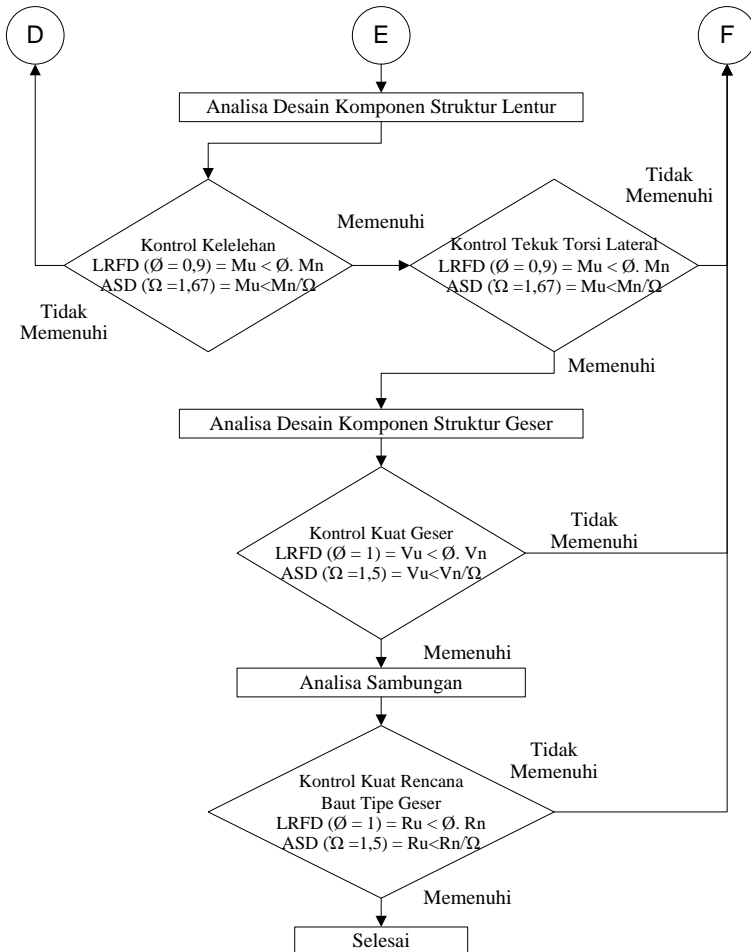 D
E
F
Analisa Desain Komponen Struktur Lentur
Kontrol Kelelehan
LRFD (Ø = 0,9) = Mu < Ø. Mn
ASD (Ω =1,67) = Mu<Mn/Ω
Memenuhi
Tidak
Memenuhi
Kontrol Tekuk Torsi Lateral
LRFD (Ø = 0,9) = Mu < Ø. Mn
ASD (Ω =1,67) = Mu<Mn/Ω
Tidak
Memenuhi
Memenuhi
Analisa Desain Komponen Struktur Geser
Kontrol Kuat Geser
LRFD (Ø = 1) = Vu < Ø. Vn
ASD (Ω =1,5) = Vu<Vn/Ω
Tidak
Memenuhi
Memenuhi
Analisa Sambungan
Kontrol Kuat Rencana
Baut Tipe Geser
LRFD (Ø = 1) = Ru < Ø. Rn
ASD (Ω =1,5) = Ru<Rn/Ω
Tidak
Memenuhi
Memenuhi
Selesai